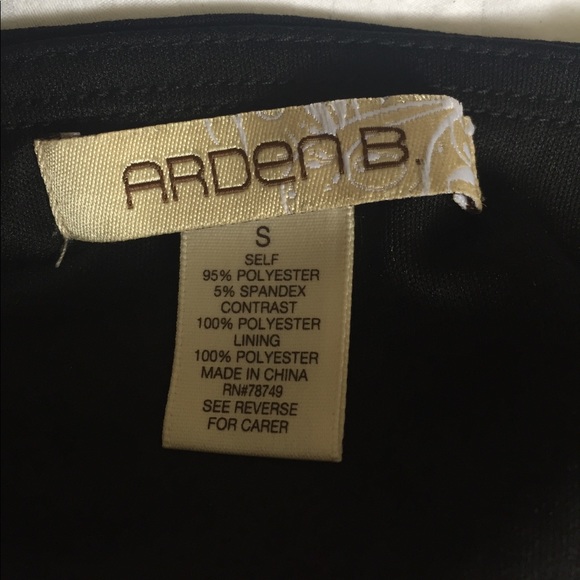 ARDen B.
S
SELF
95% POLYESTER
5% SPANDEX
CONTRAST
100% POLYESTER
LINING
100% POLYESTER
MADE IN CHINA
RN#78749
SEE REVERSE
FOR CARER